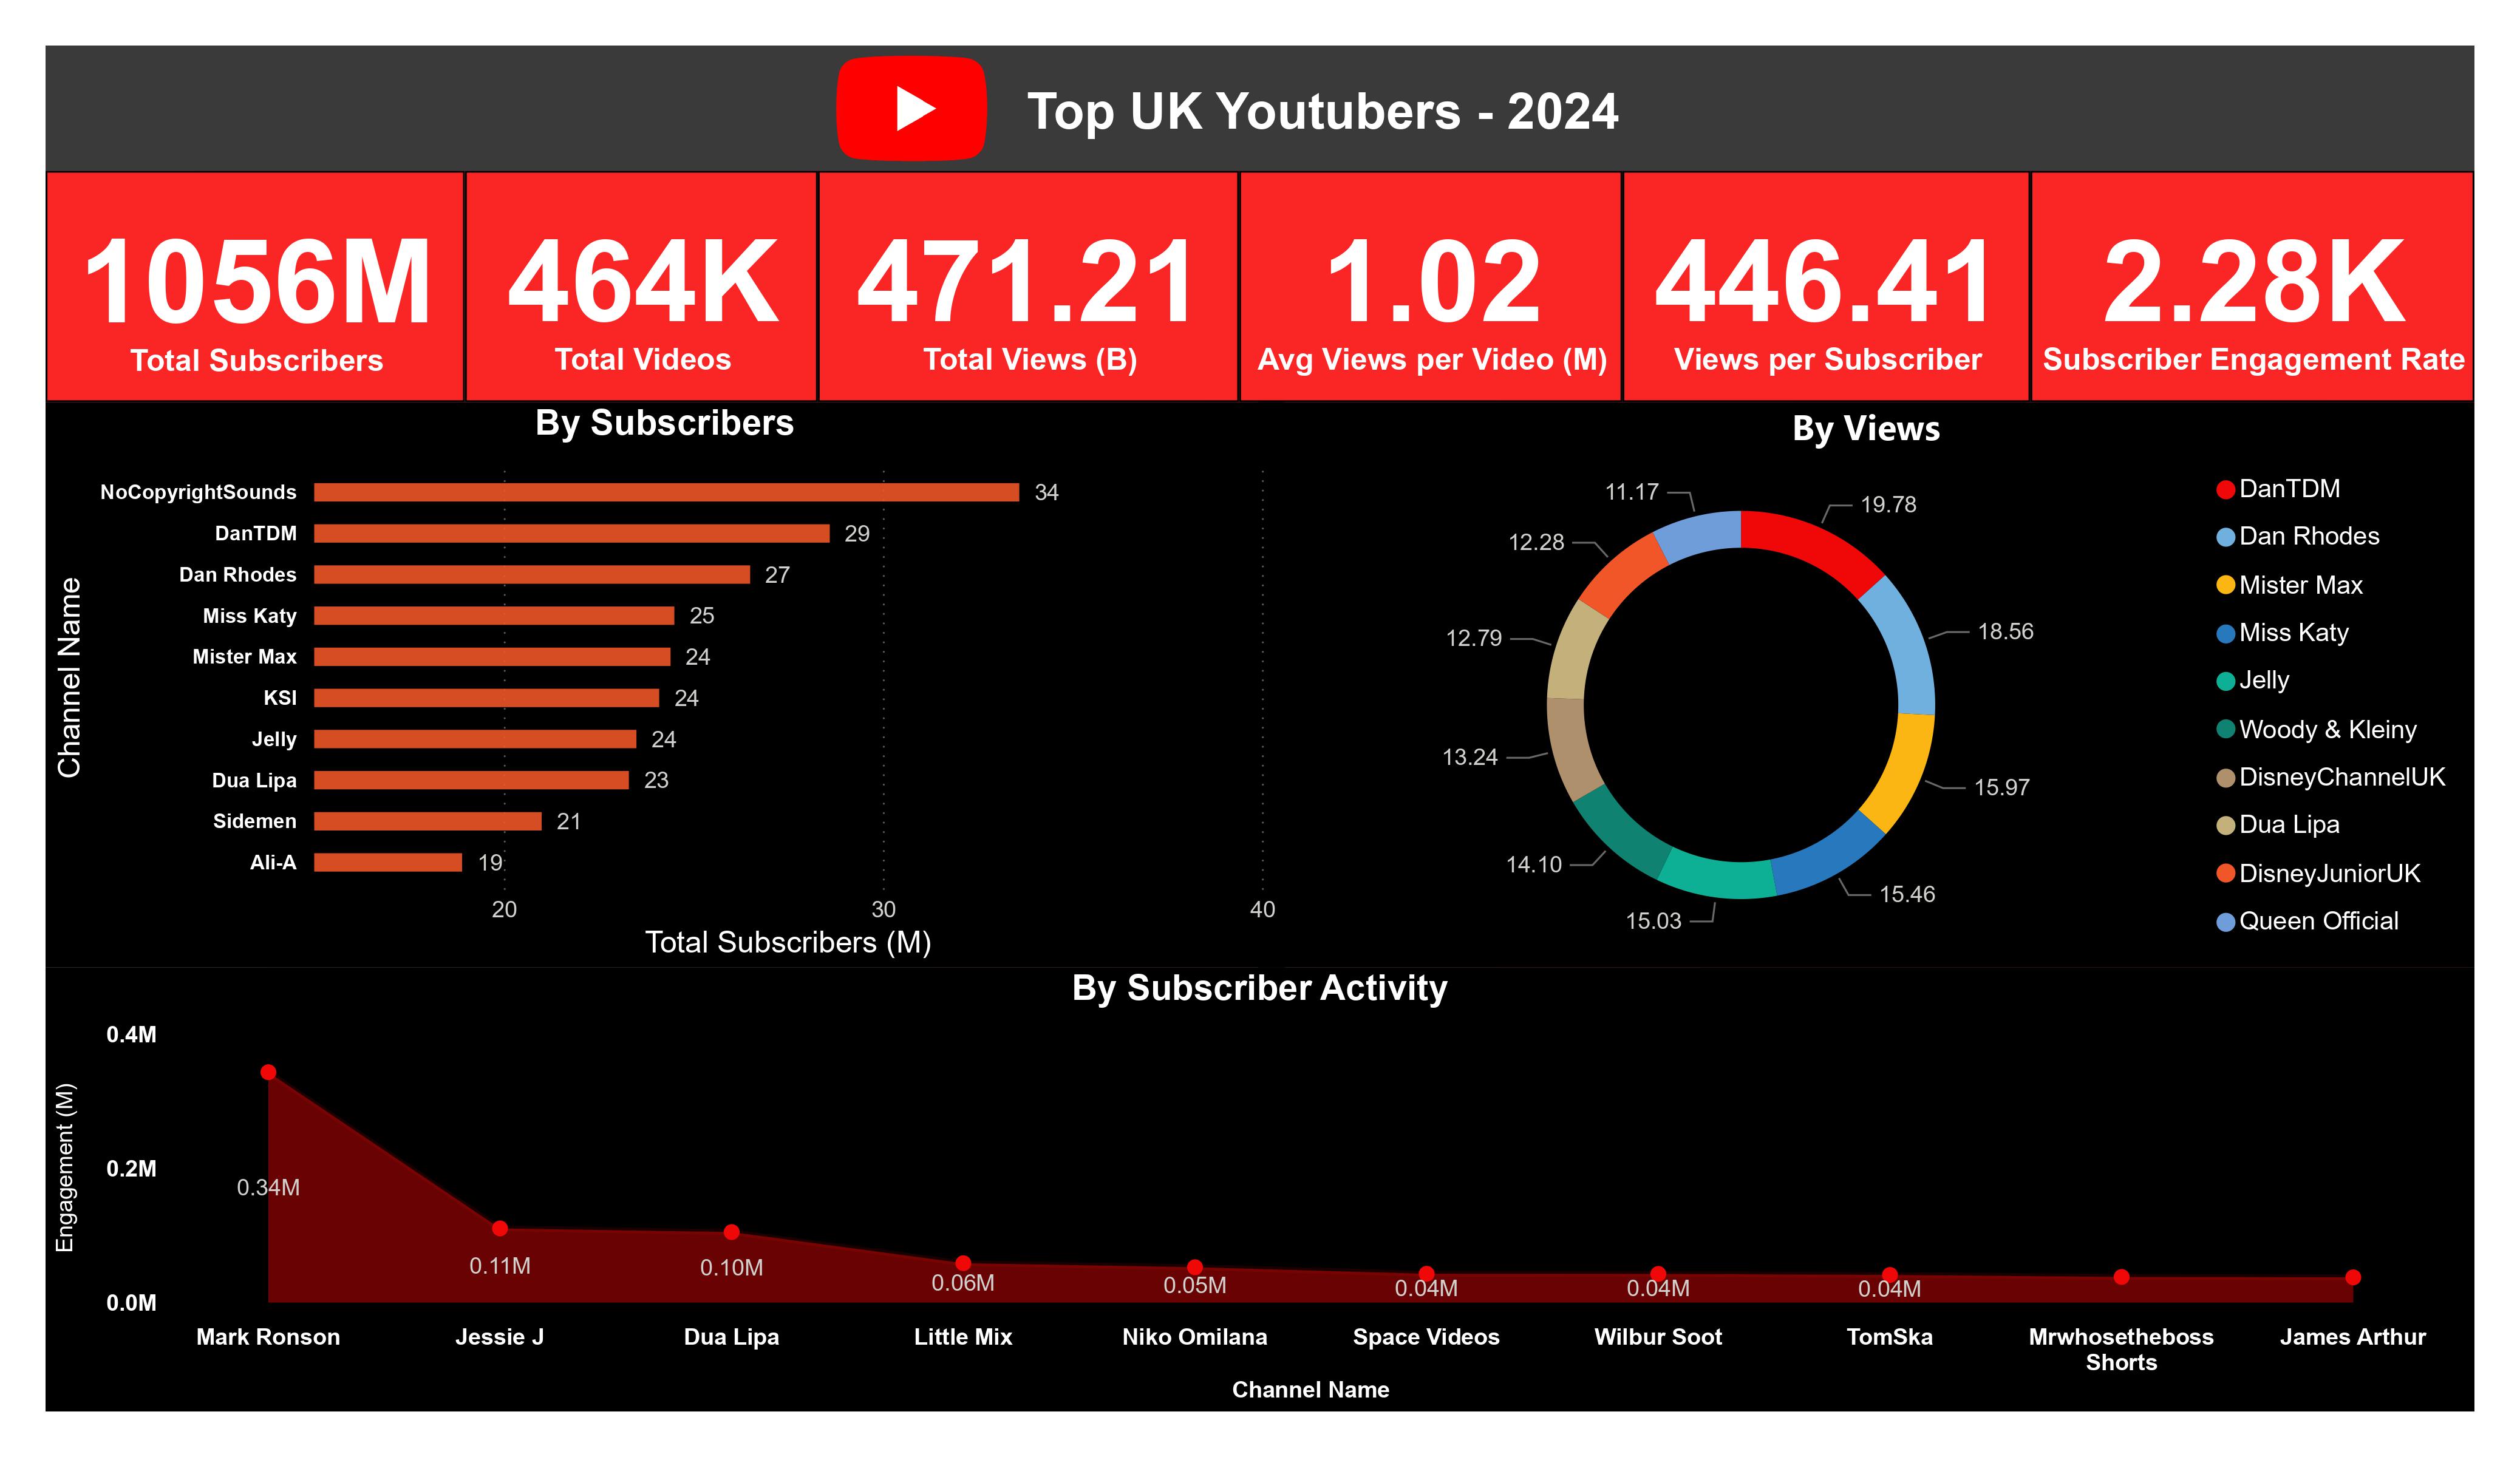 Top UK Youtubers - 2024
1056M
Total Subscribers
464K
Total Videos
471.21
Total Views (B)
1.02
Avg Views per Video (M)
446.41
Views per Subscriber
2.28K
Subscriber Engagement Rate
By Subscribers
Channel Name
NoCopyrightSounds 34
DanTDM 29
Dan Rhodes 27
Miss Katy 25
Mister Max 24
KSI 24
Jelly 24
Dua Lipa 23
Sidemen 21
Ali-A 19
20 30 40
Total Subscribers (M)
By Views
19.78
18.56
15.97
15.46
15.03
14.10
13.24
12.79
12.28
11.17
DanTDM
Dan Rhodes
Mister Max
Miss Katy
Jelly
Woody & Kleiny
DisneyChannelUK
Dua Lipa
DisneyJuniorUK
Queen Official
By Subscriber Activity
Engagement (M)
0.4M
0.2M
0.0M
0.34M
0.11M
0.10M
0.06M
0.05M
0.04M
0.04M
0.04M
Mark Ronson
Jessie J
Dua Lipa
Little Mix
Niko Omilana
Space Videos
Wilbur Soot
TomSka
Mrwhosetheboss
Shorts
James Arthur
Channel Name